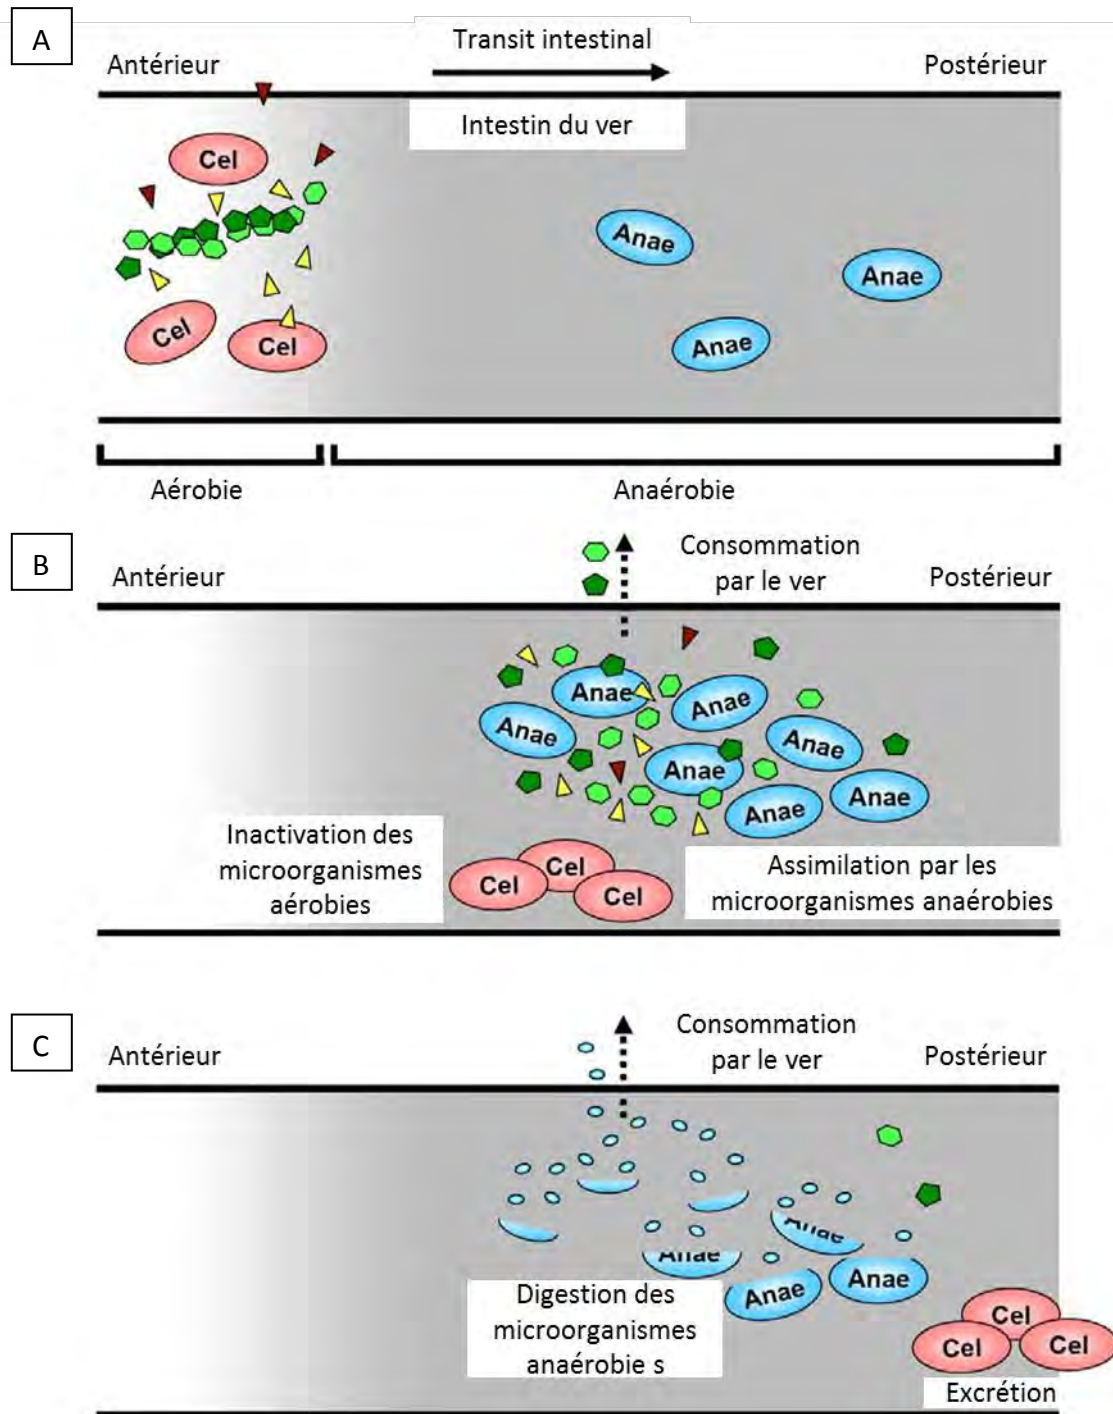 A
Transit intestinal
Antérieur
Postérieur
Intestin du ver
Cel
Cel
Cel
Anae
Anae
Anae
Aérobie
Anaérobie
B
Consommation
par le ver
Antérieur
Postérieur
Anae
Anae
Anae
Anae
Anae
Anae
Anae
Inactivation des
microorganismes
aérobies
Cel
Cel
Cel
Assimilation par les
microorganismes anaérobies
C
Consommation
par le ver
Antérieur
Postérieur
Anae
Anae
Anae
Anae
Digestion des
microorganismes
anaérobie s
Cel
Cel
Cel
Excrétion